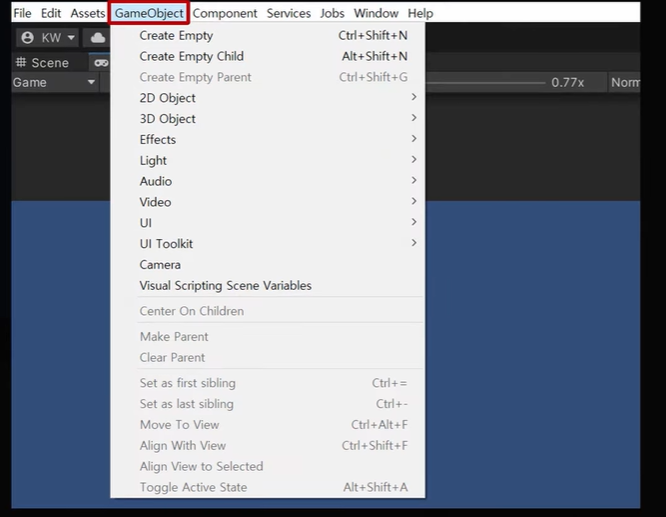 File Edit Assets GameObject Component Services Jobs Window Help
KW
Scene
Game 0.77x Norm
Create Empty Ctrl+Shift+N
Create Empty Child Alt+Shift+N
Create Empty Parent Ctrl+Shift+G
2D Object
3D Object
Effects
Light
Audio
Video
UI
UI Toolkit
Camera
Visual Scripting Scene Variables
Center On Children
Make Parent
Clear Parent
Set as first sibling Ctrl+=
Set as last sibling Ctrl+-
Move To View Ctrl+Alt+F
Align With View Ctrl+Shift+F
Align View to Selected
Toggle Active State Alt+Shift+A